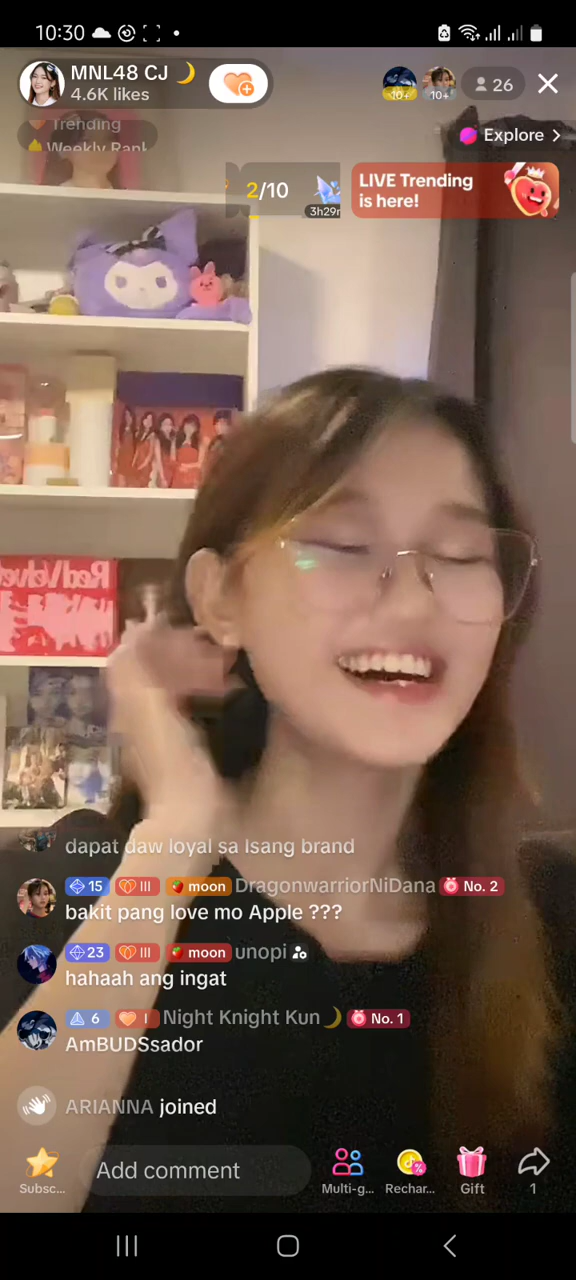 10:30
MNL48 CJ 🌙
4.6K likes
10+
10+
26
Trending
Weekly Rank
Explore >
2/10
3h29m
LIVE Trending
is here!
RedVelvet
dapat daw loyal sa Isang brand
15 III moon DragonwarriorNiDana No. 2
bakit pang love mo Apple ???
23 III moon unopi
hahaah ang ingat
6 I Night Knight Kun🌙 No. 1
AmBUDSsador
ARIANNA joined
Subsc...
Add comment
Multi-g...
Rechar...
Gift
1